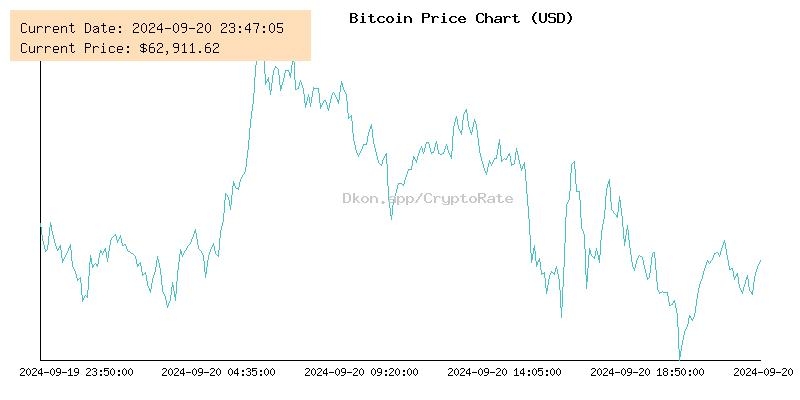 Bitcoin Price Chart (USD)
Current Date: 2024-09-20 23:47:05
Current Price: $62,911.62
Dkon.app/CryptoRate
2024-09-19 23:50:00
2024-09-20 04:35:00
2024-09-20 09:20:00
2024-09-20 14:05:00
2024-09-20 18:50:00
2024-09-20